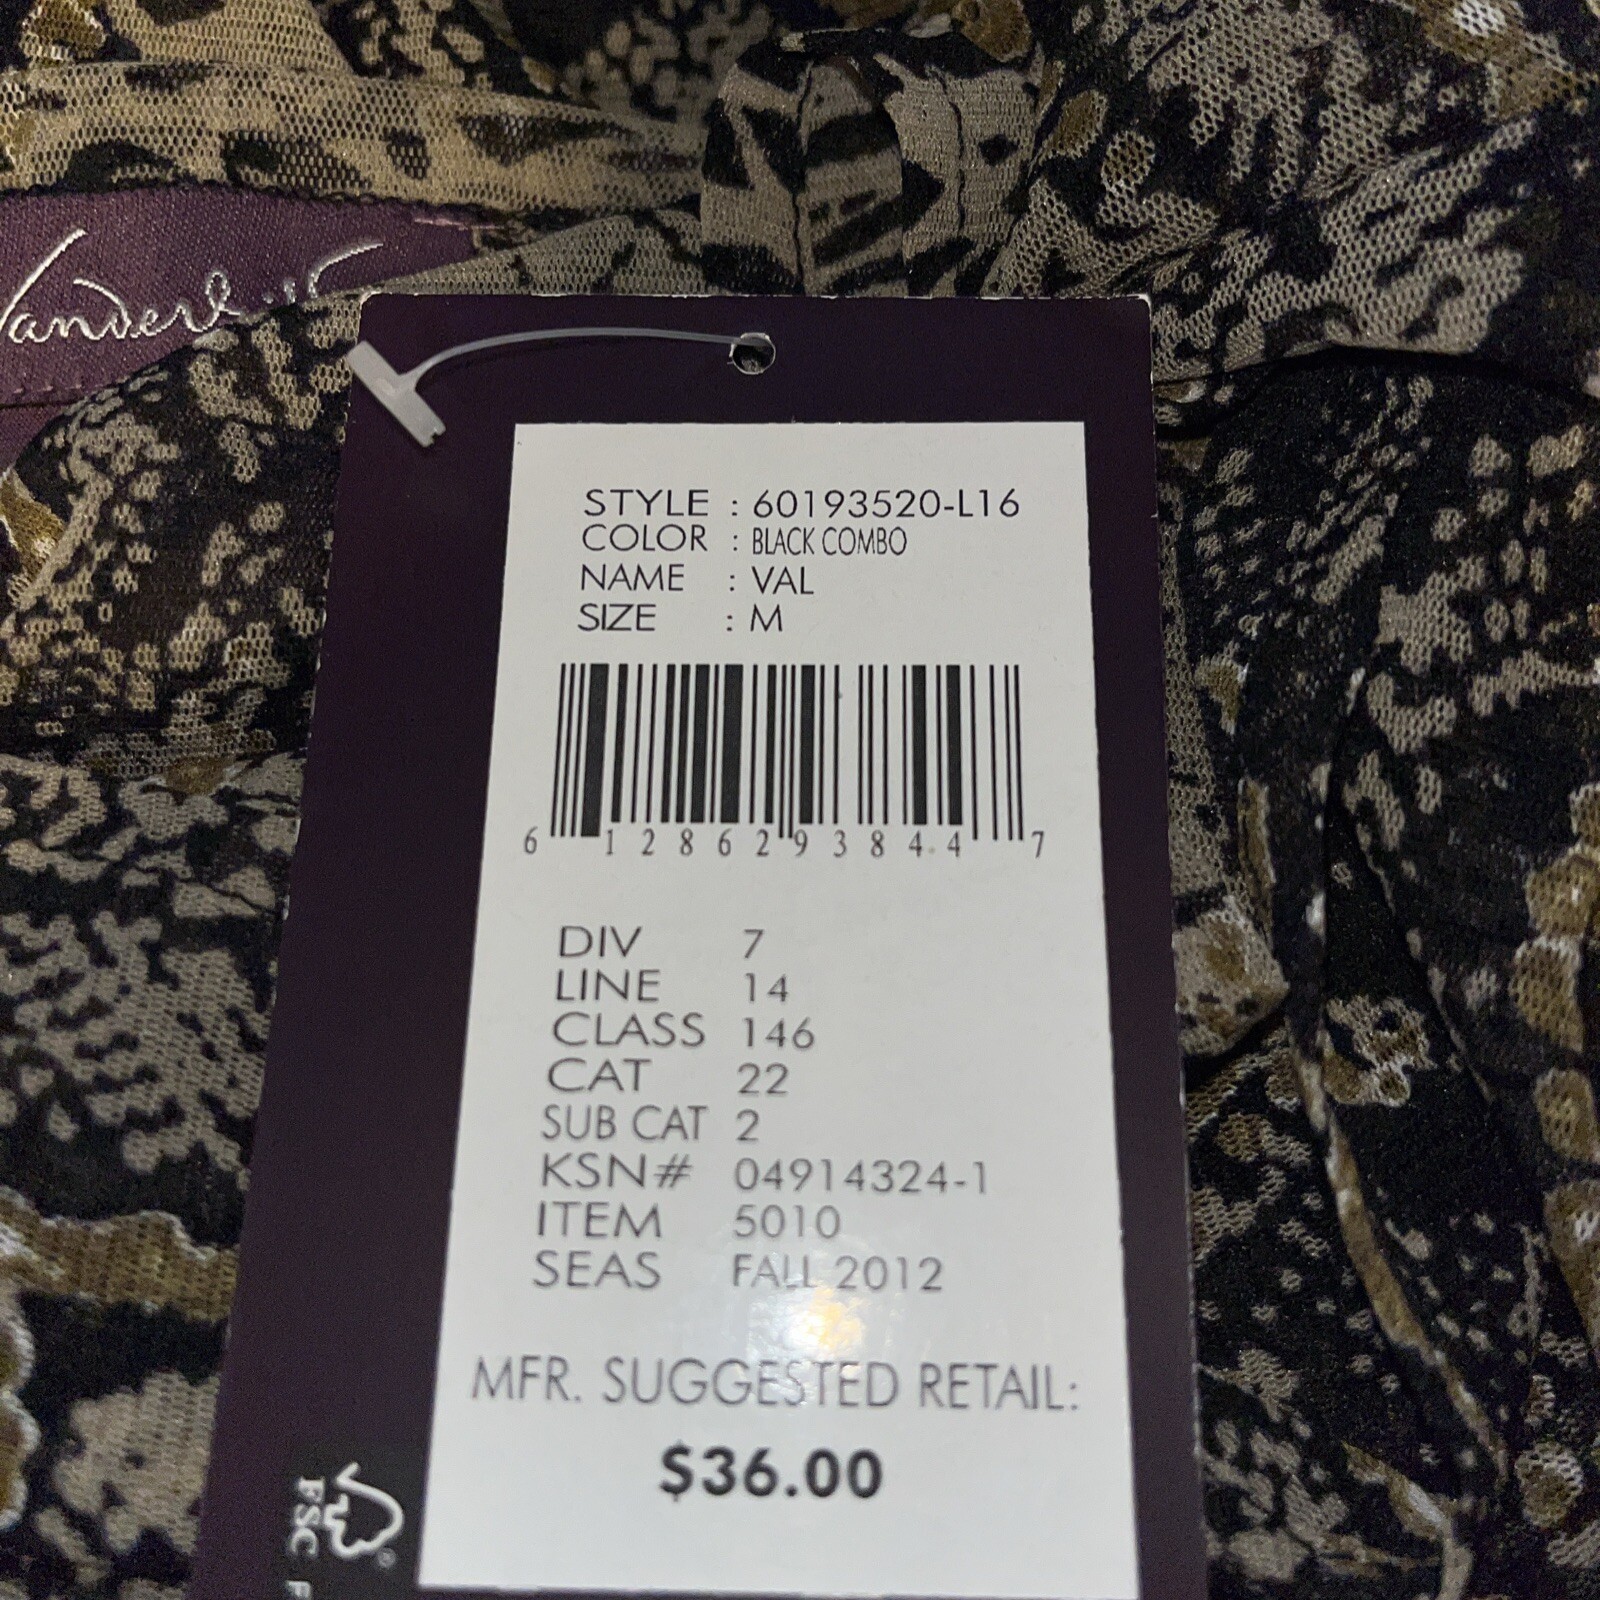 STYLE : 60193520-L16
COLOR : BLACK COMBO
NAME : VAL
SIZE : M
6 12862 93844 7
DIV 7
LINE 14
CLASS 146
CAT 22
SUB CAT 2
KSN# 04914324-1
ITEM 5010
SEAS FALL 2012
MFR. SUGGESTED RETAIL:
$36.00
FSC